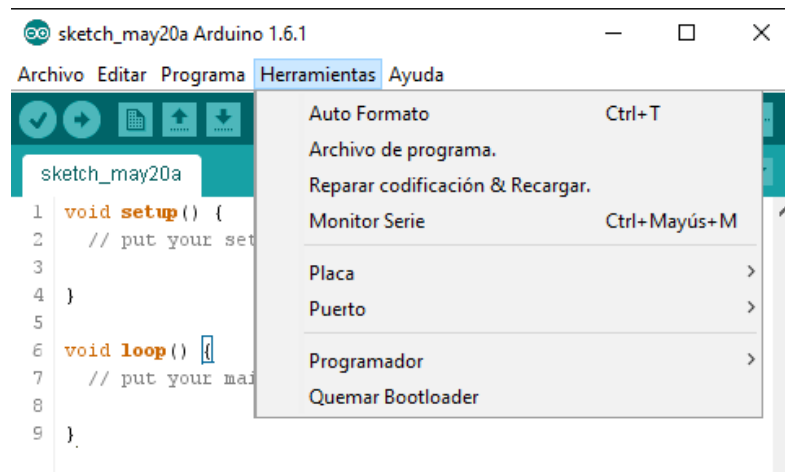 sketch_may20a Arduino 1.6.1
Archivo Editar Programa Herramientas Ayuda
Auto Formato Ctrl+T
Archivo de programa.
Reparar codificación & Recargar.
Monitor Serie Ctrl+Mayús+M
Placa
Puerto
Programador
Quemar Bootloader
sketch_may20a
1 void setup() {
2 // put your set
3
4 }
5
6 void loop() {
7 // put your mai
8
9 }